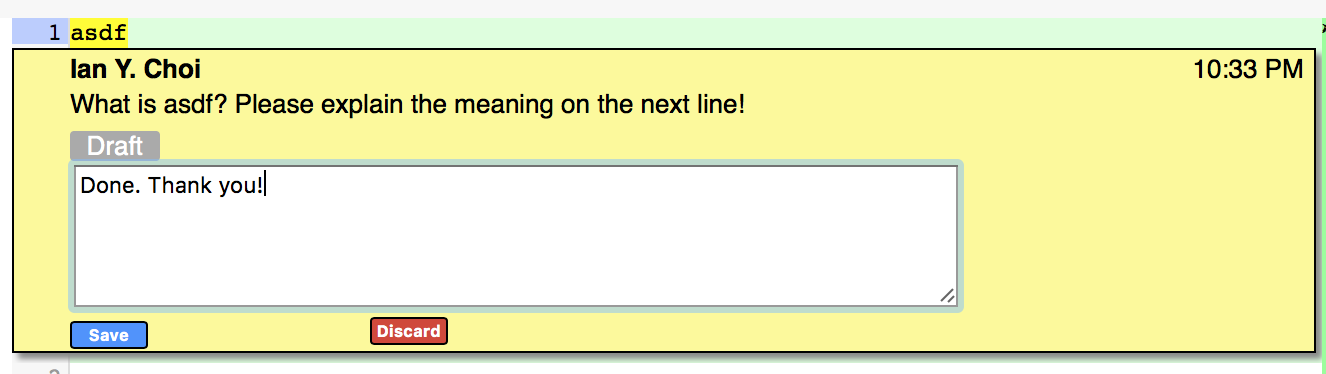 1 asdf
Ian Y. Choi 10:33 PM
What is asdf? Please explain the meaning on the next line!
Draft
Done. Thank you!
Save Discard